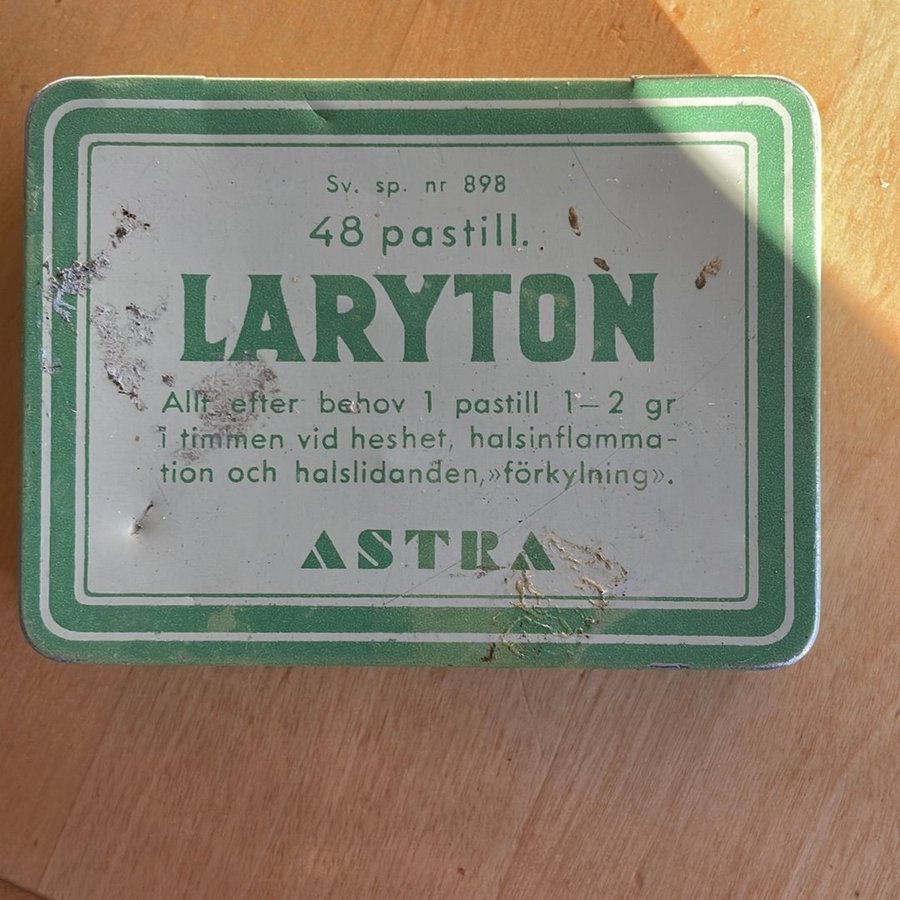 Sv. sp. nr 898
48 pastill.
LARYTON
Allt efter behov 1 pastill 1–2 gr
i timmen vid heshet, halsinflamma-
tion och halslidanden,»förkylning».
ASTRA